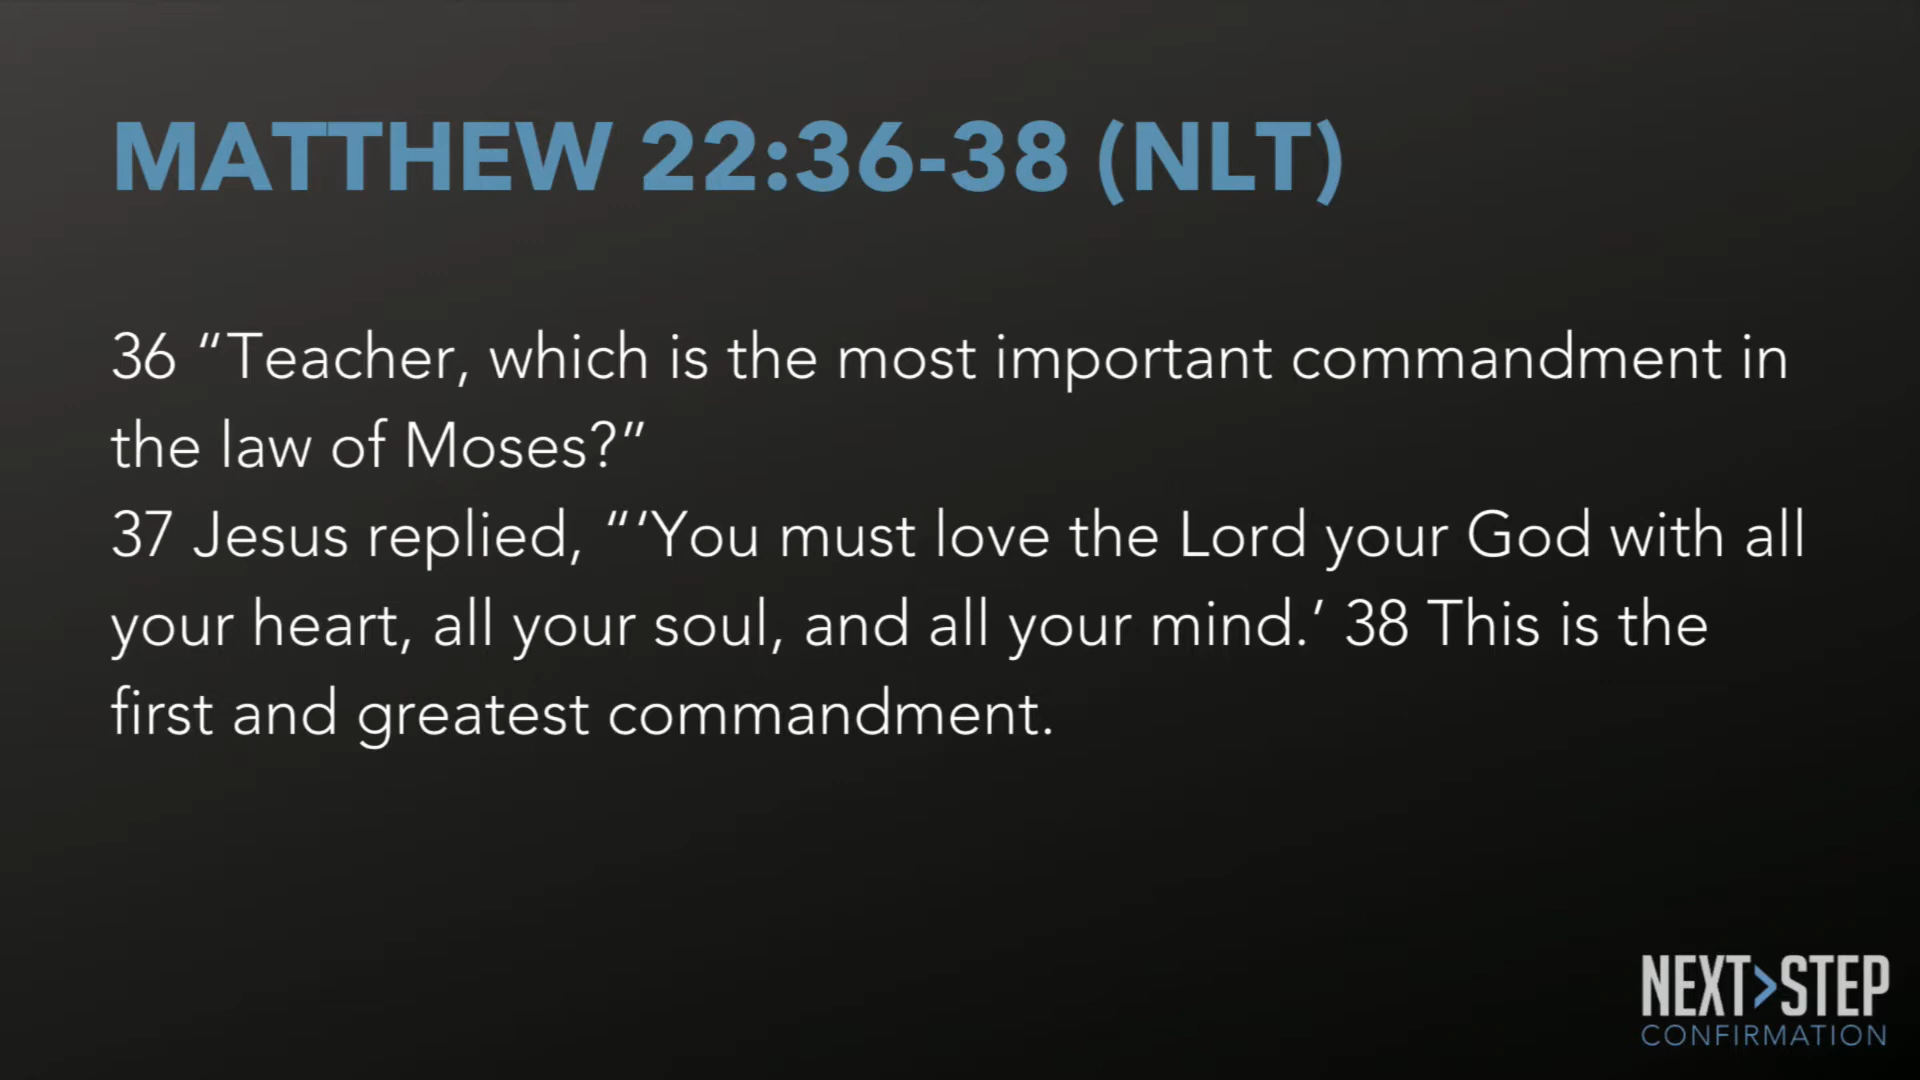 MATTHEW 22:36-38 (NLT)
36 “Teacher, which is the most important commandment in
the law of Moses?”
37 Jesus replied, “‘You must love the Lord your God with all
your heart, all your soul, and all your mind.’ 38 This is the
first and greatest commandment.
NEXT>STEP
CONFIRMATION